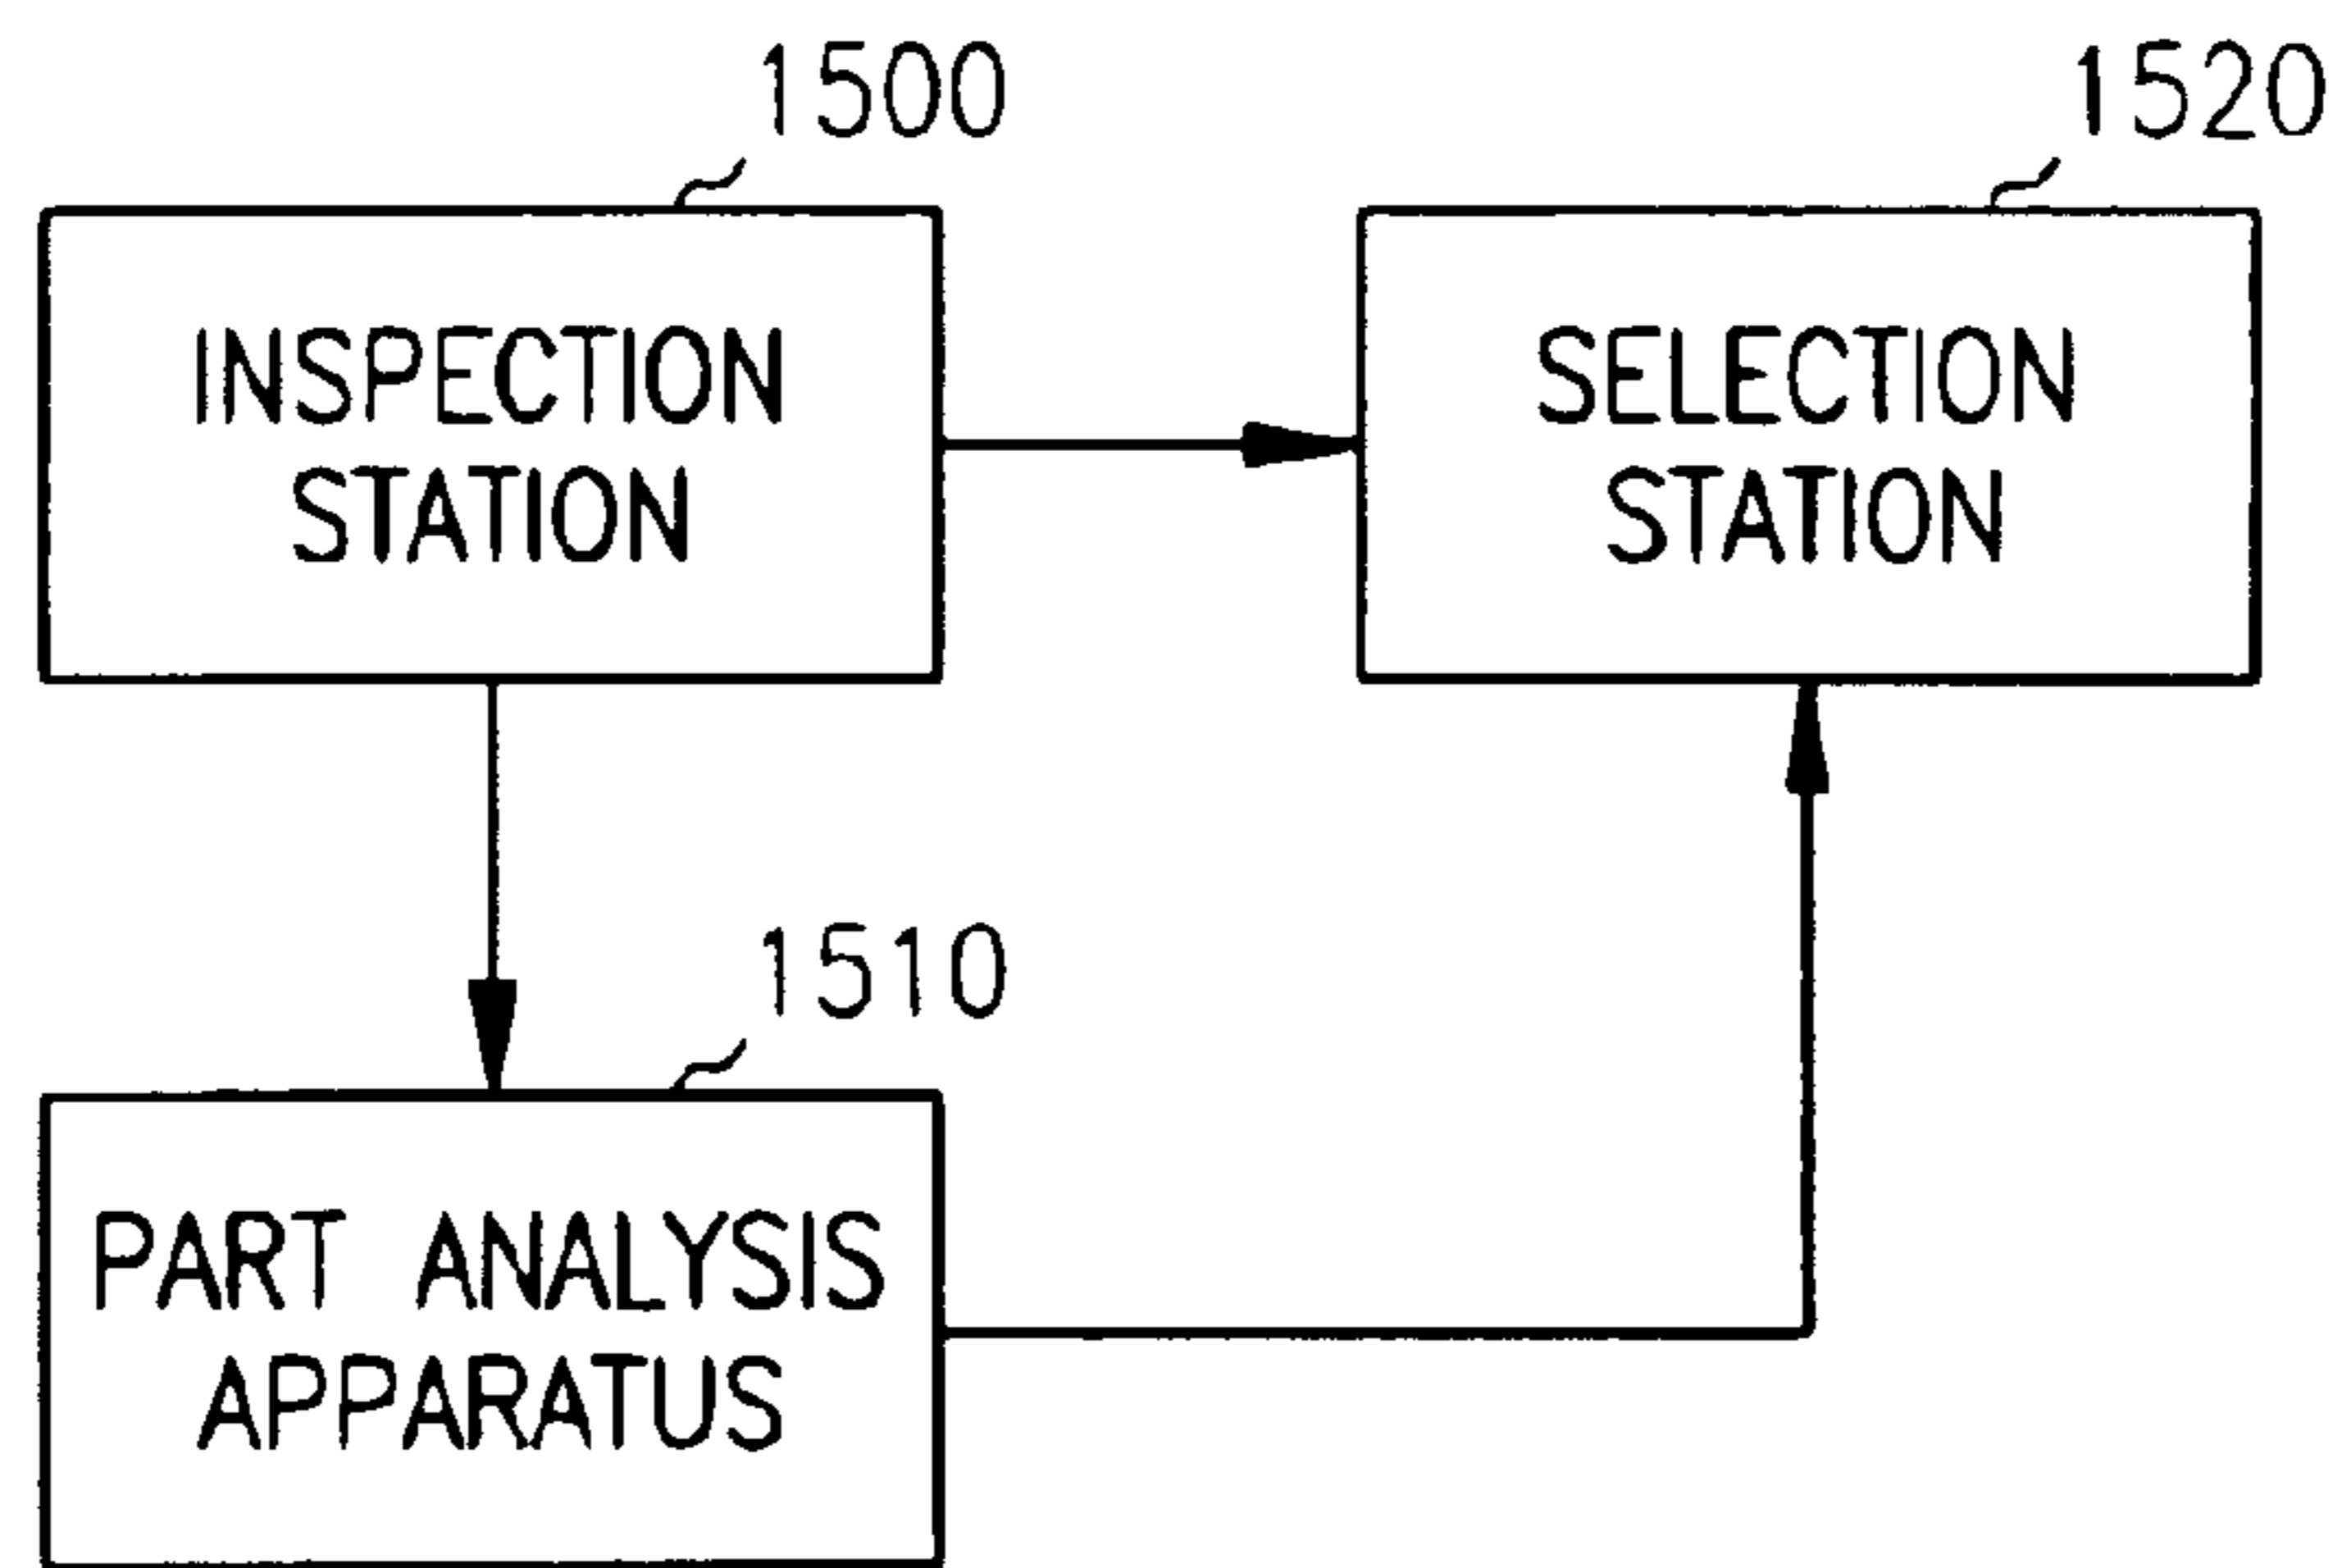 1500
1520
INSPECTION
STATION
SELECTION
STATION
1510
PART ANALYSIS
APPARATUS